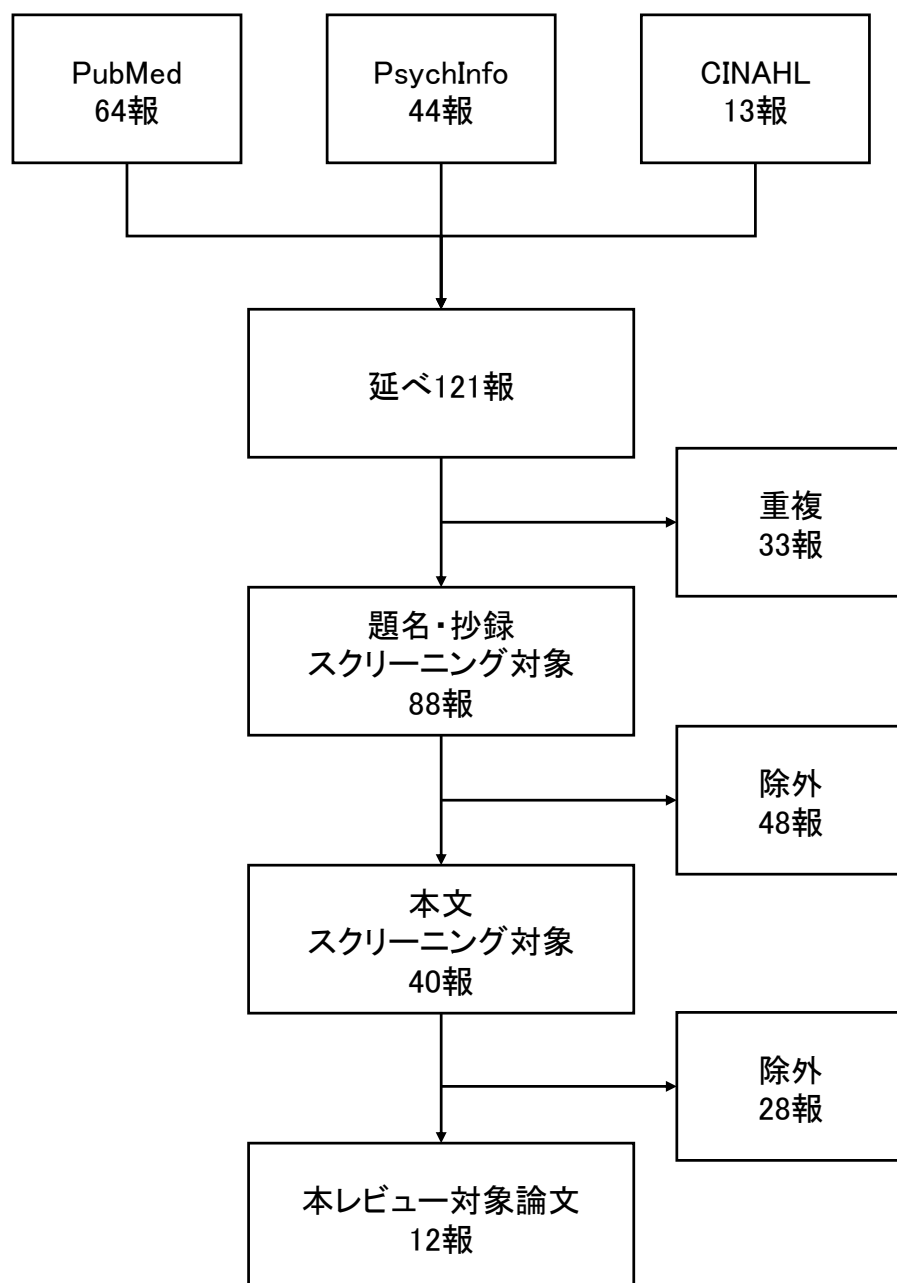 PubMed
64報
PsychInfo
44報
CINAHL
13報
延べ121報
重複
33報
題名・抄録
スクリーニング対象
88報
除外
48報
本文
スクリーニング対象
40報
除外
28報
本レビュー対象論文
12報